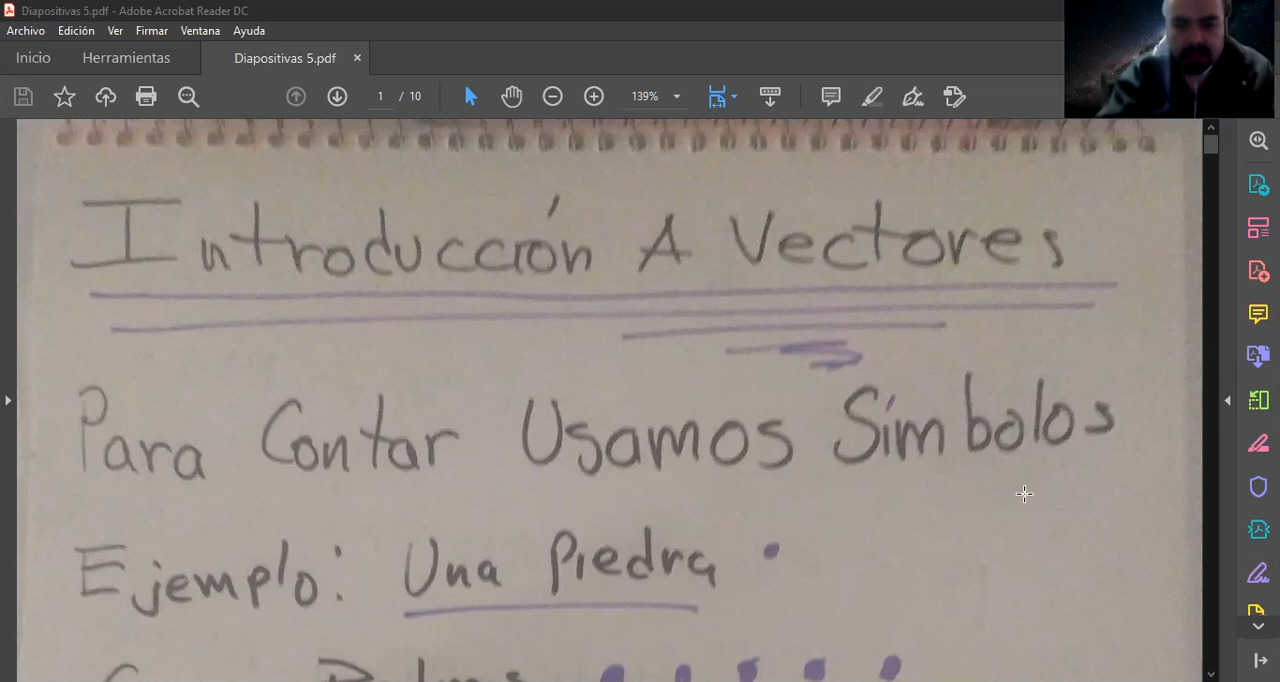 Diapositivas 5.pdf - Adobe Acrobat Reader DC
Archivo Edición Ver Firmar Ventana Ayuda
Inicio Herramientas Diapositivas 5.pdf ×
1 / 10 139%
Introducción A Vectores
Para Contar Usamos Símbolos
Ejemplo: Una Piedra